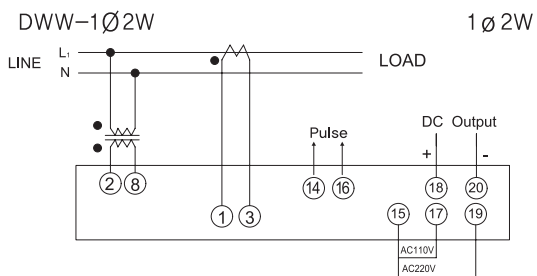 DWW-1Ø2W 1ø2W
L₁
LINE LOAD
N
Pulse DC Output
+ -
2 8 14 16 18 20
1 3 15 17 19
AC110V
AC220V